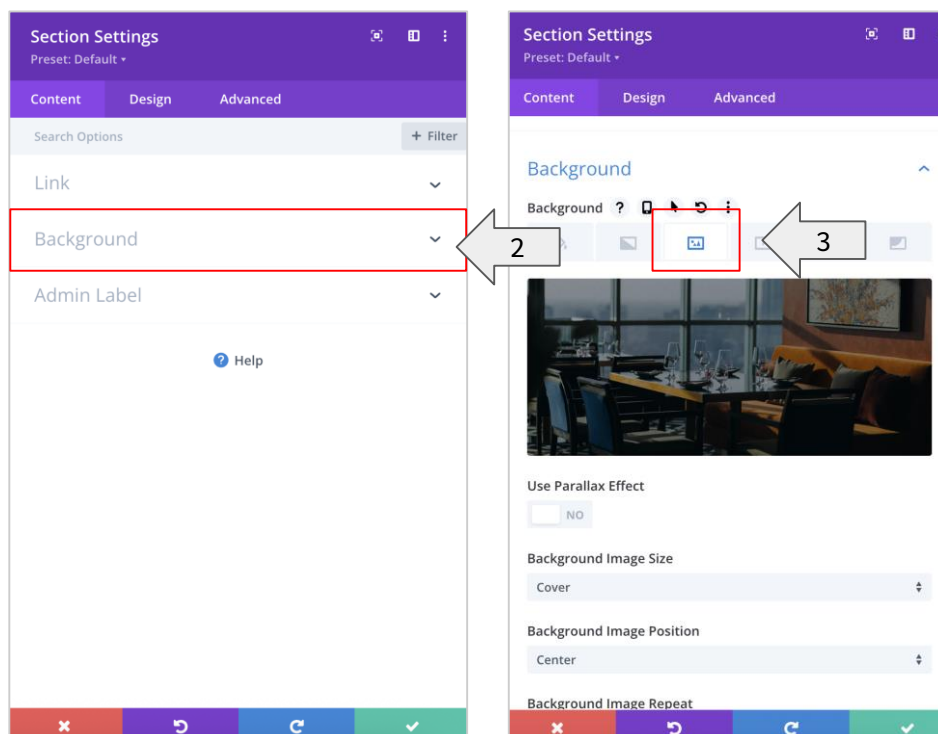 Section Settings
Preset: Default
Content Design Advanced
Search Options
+ Filter
Link
Background
Admin Label
? Help
2
Section Settings
Preset: Default
Content Design Advanced
Background
Background ?
3
Use Parallax Effect
NO
Background Image Size
Cover
Background Image Position
Center
Background Image Repeat